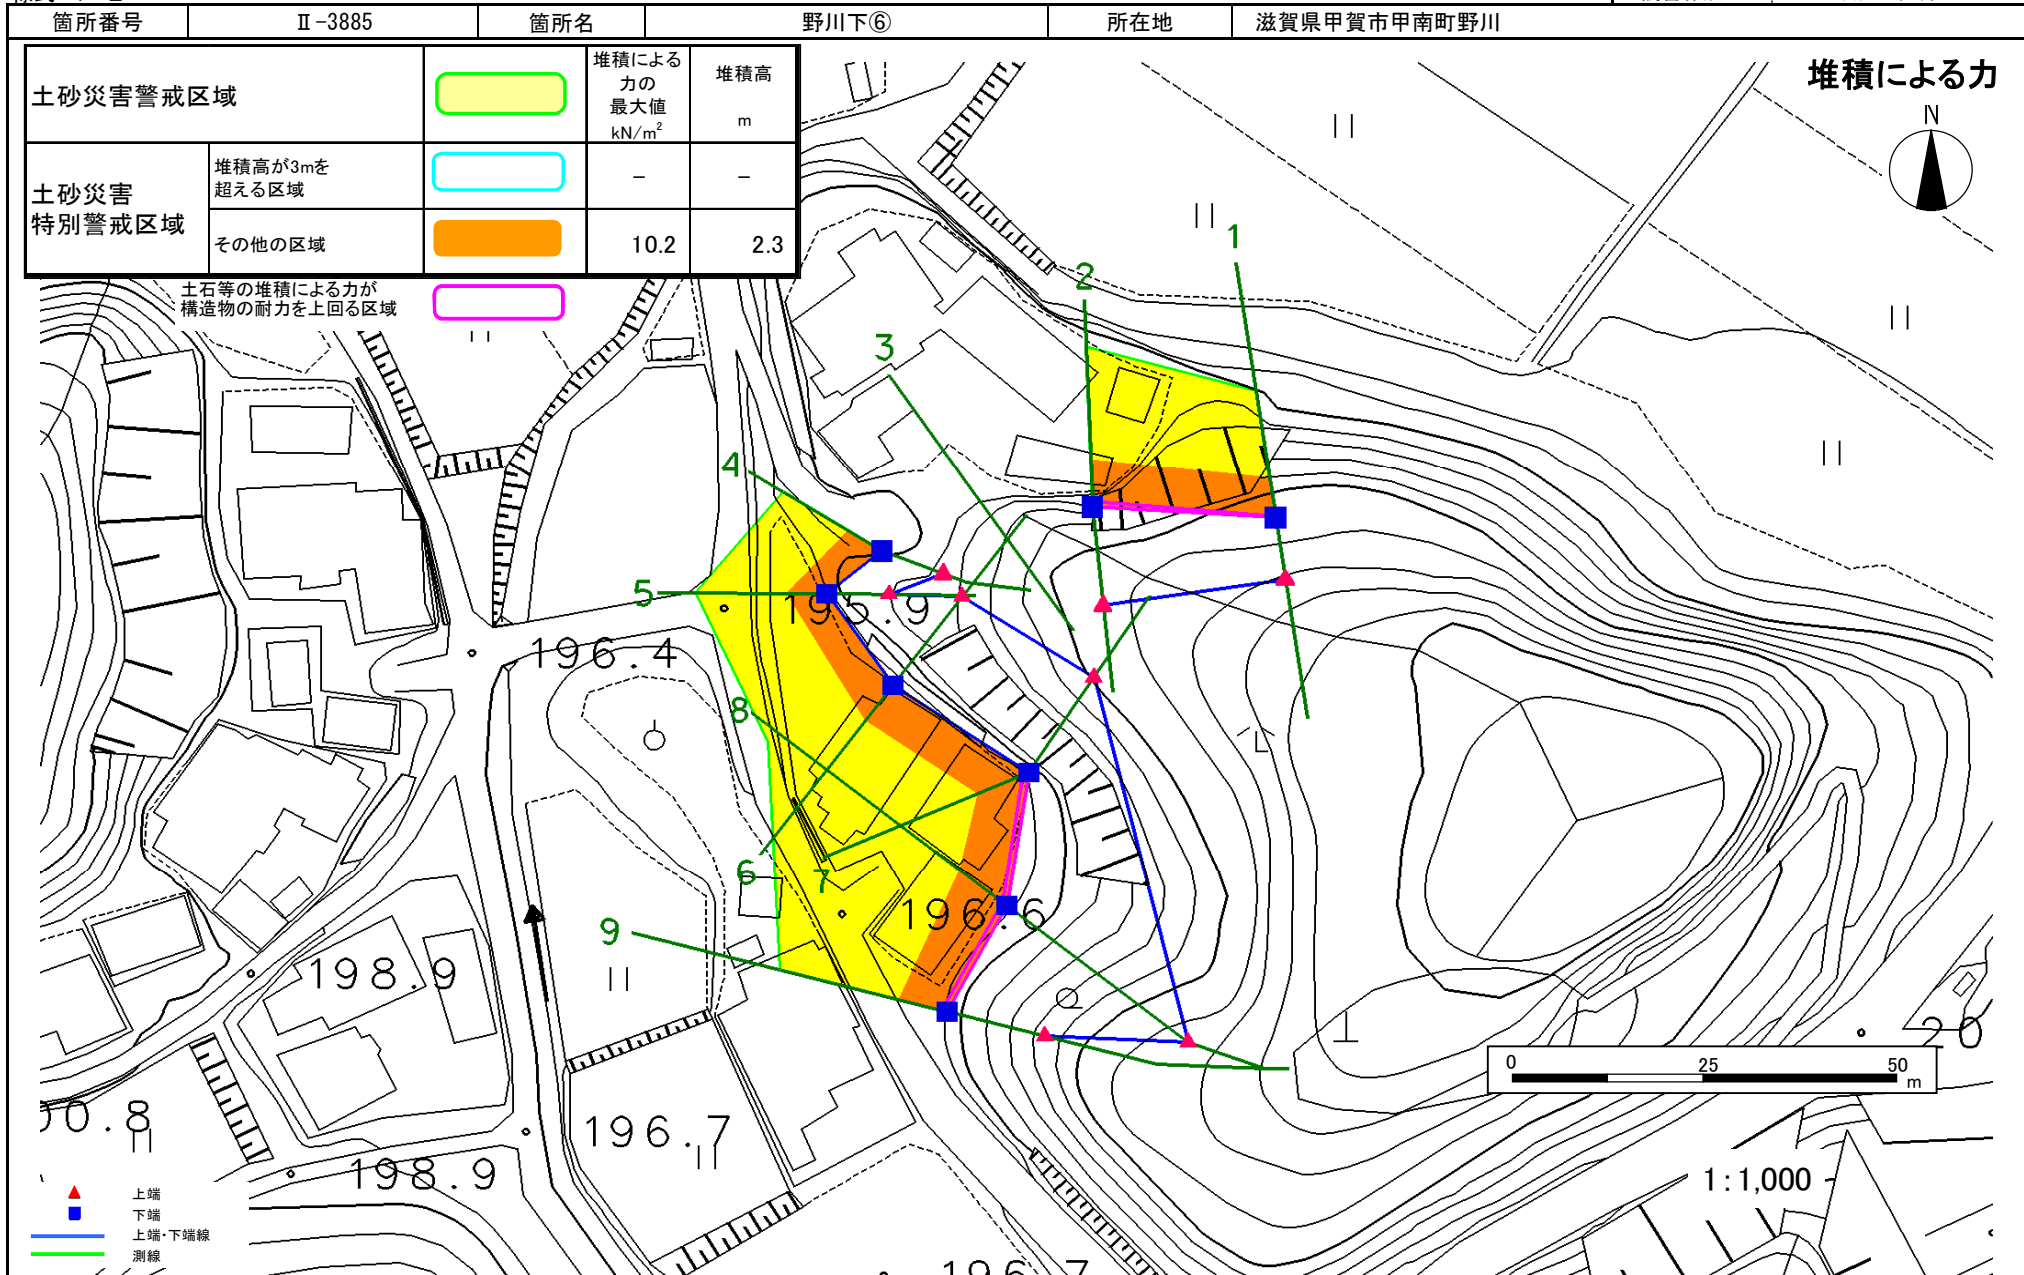 箇所番号 Ⅱ-3885 箇所名 野川下⑥ 所在地 滋賀県甲賀市甲南町野川
堆積による力
土砂災害警戒区域
堆積による
力の
最大値
kN/m²
堆積高
m
土砂災害
特別警戒区域
堆積高が3mを
超える区域
－ －
その他の区域
10.2 2.3
土石等の堆積による力が
構造物の耐力を上回る区域
N
1
2
3
4
5
6
7
8
9
195.9
196.4
196.6
198.9
196.7
198.9
20
0 25 50
m
1:1,000
上端
下端
上端・下端線
測線